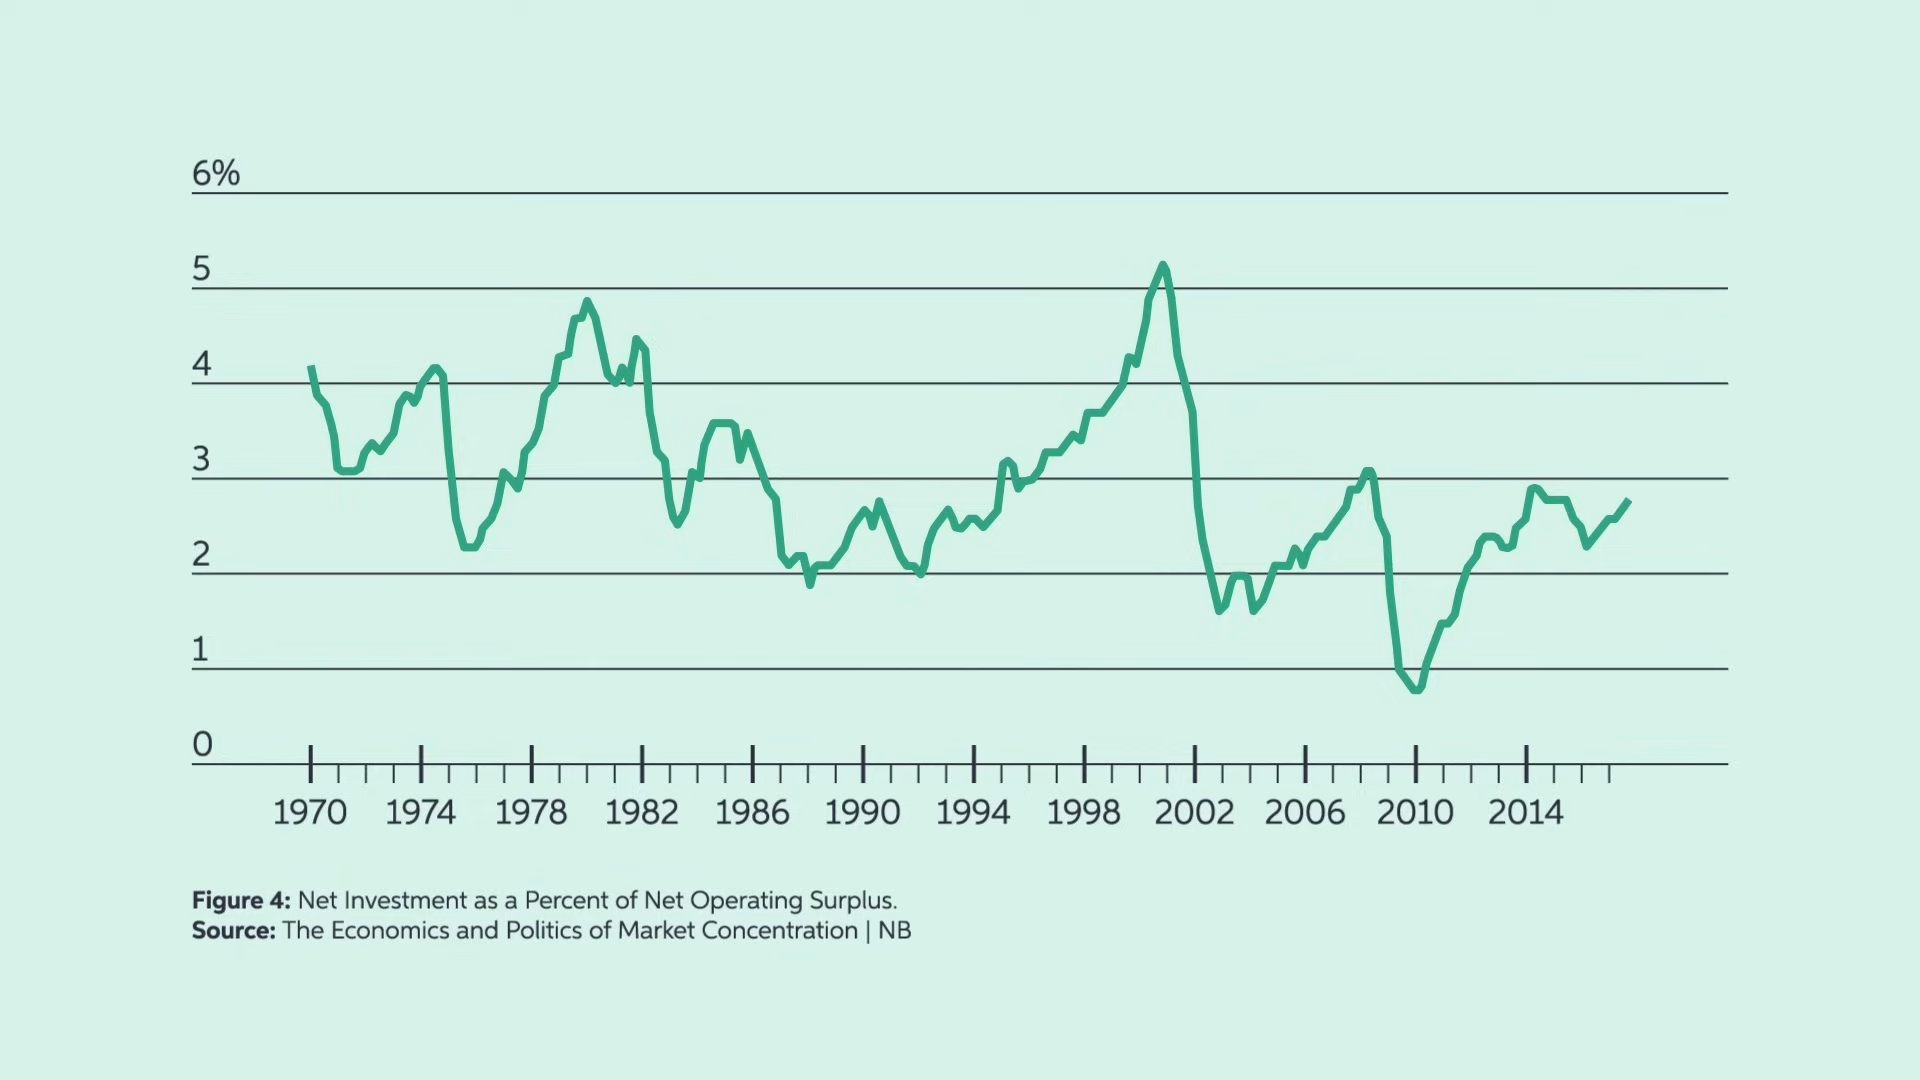 6%
5
4
3
2
1
0
1970 1974 1978 1982 1986 1990 1994 1998 2002 2006 2010 2014
Figure 4: Net Investment as a Percent of Net Operating Surplus.
Source: The Economics and Politics of Market Concentration | NB